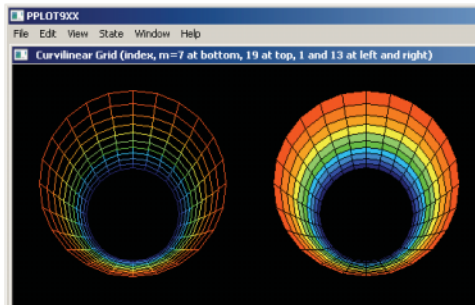 PPLOT9XX
File Edit View State Window Help
Curvilinear Grid (index, m=7 at bottom, 19 at top, 1 and 13 at left and right)